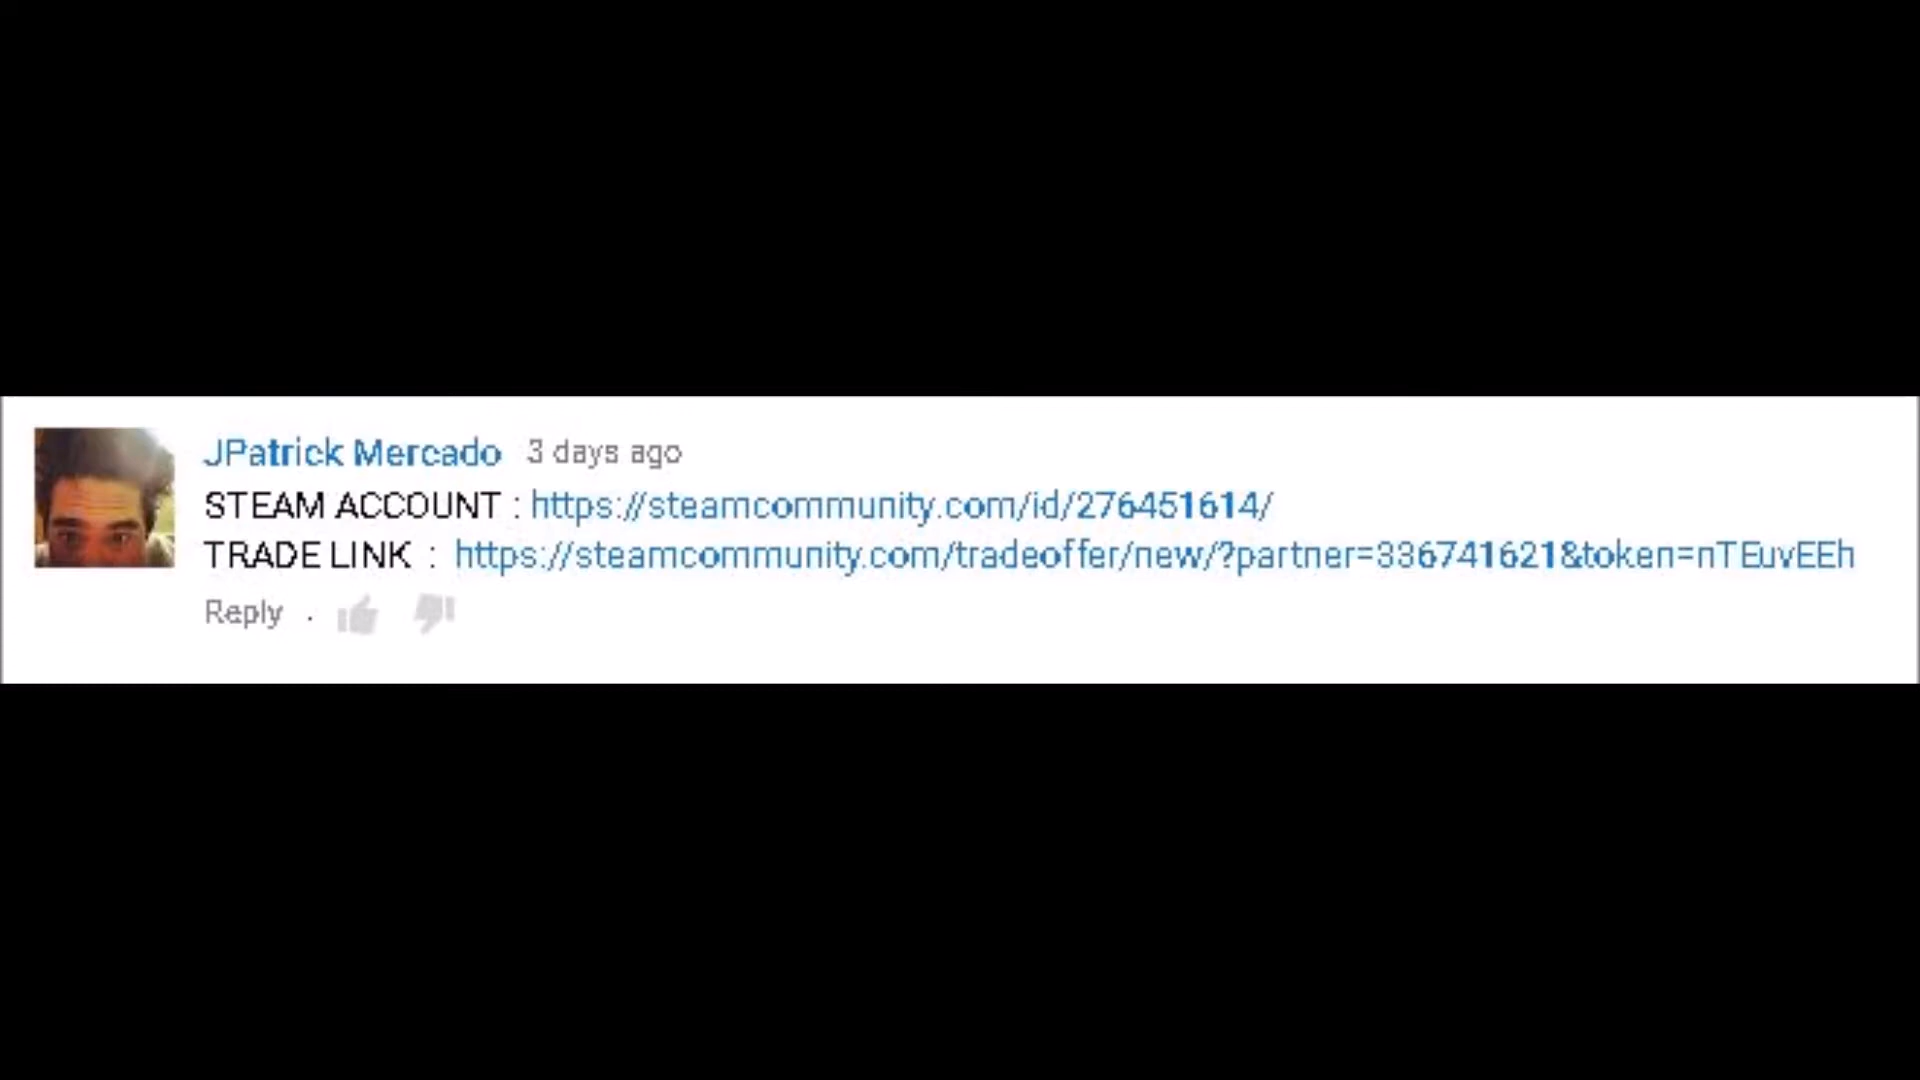 JPatrick Mercado 3 days ago
STEAM ACCOUNT : https://steamcommunity.com/id/276451614/
TRADE LINK : https://steamcommunity.com/tradeoffer/new/?partner=336741621&token=nTEuvEEh
Reply .